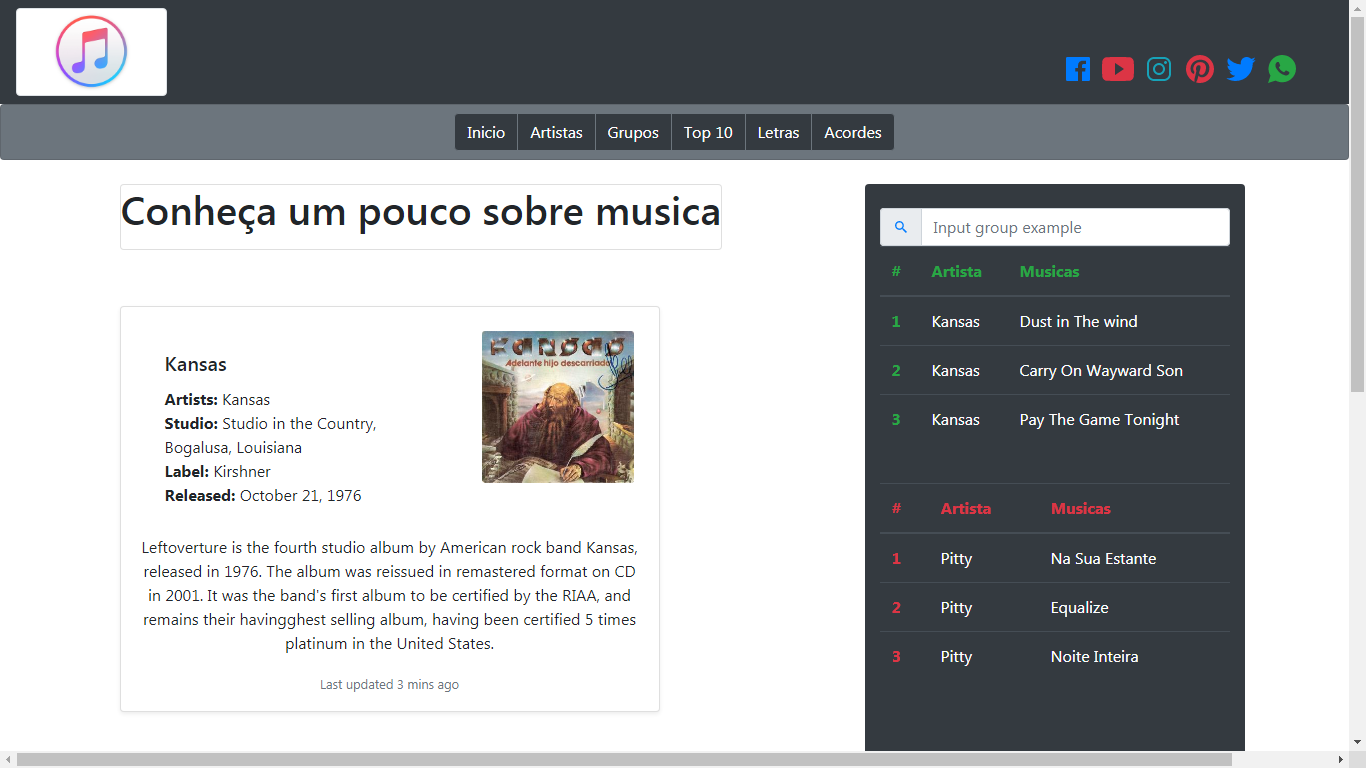 Inicio Artistas Grupos Top 10 Letras Acordes
Conheça um pouco sobre musica
Kansas
Artists: Kansas
Studio: Studio in the Country,
Bogalusa, Louisiana
Label: Kirshner
Released: October 21, 1976
KANSAS
Adelante hijo descarriado
Leftoverture is the fourth studio album by American rock band Kansas,
released in 1976. The album was reissued in remastered format on CD
in 2001. It was the band's first album to be certified by the RIAA, and
remains their havingghest selling album, having been certified 5 times
platinum in the United States.
Last updated 3 mins ago
Input group example
# Artista Musicas
1 Kansas Dust in The wind
2 Kansas Carry On Wayward Son
3 Kansas Pay The Game Tonight
# Artista Musicas
1 Pitty Na Sua Estante
2 Pitty Equalize
3 Pitty Noite Inteira